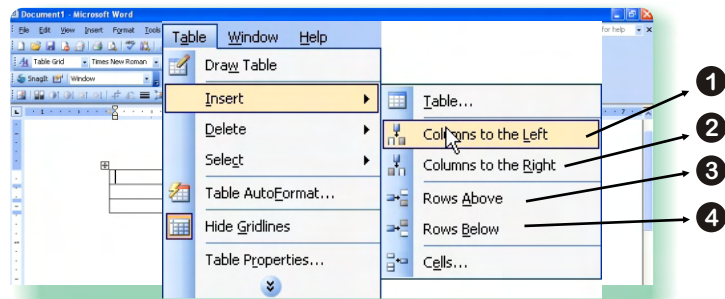 Document1 - Microsoft Word
File Edit View Insert Format Tools
for help
Table Grid Times New Roman
SnagIt Window
Table Window Help
Draw Table
Insert
Delete
Select
Table AutoFormat...
Hide Gridlines
Table Properties...
Table...
Columns to the Left
Columns to the Right
Rows Above
Rows Below
Cells...
1
2
3
4